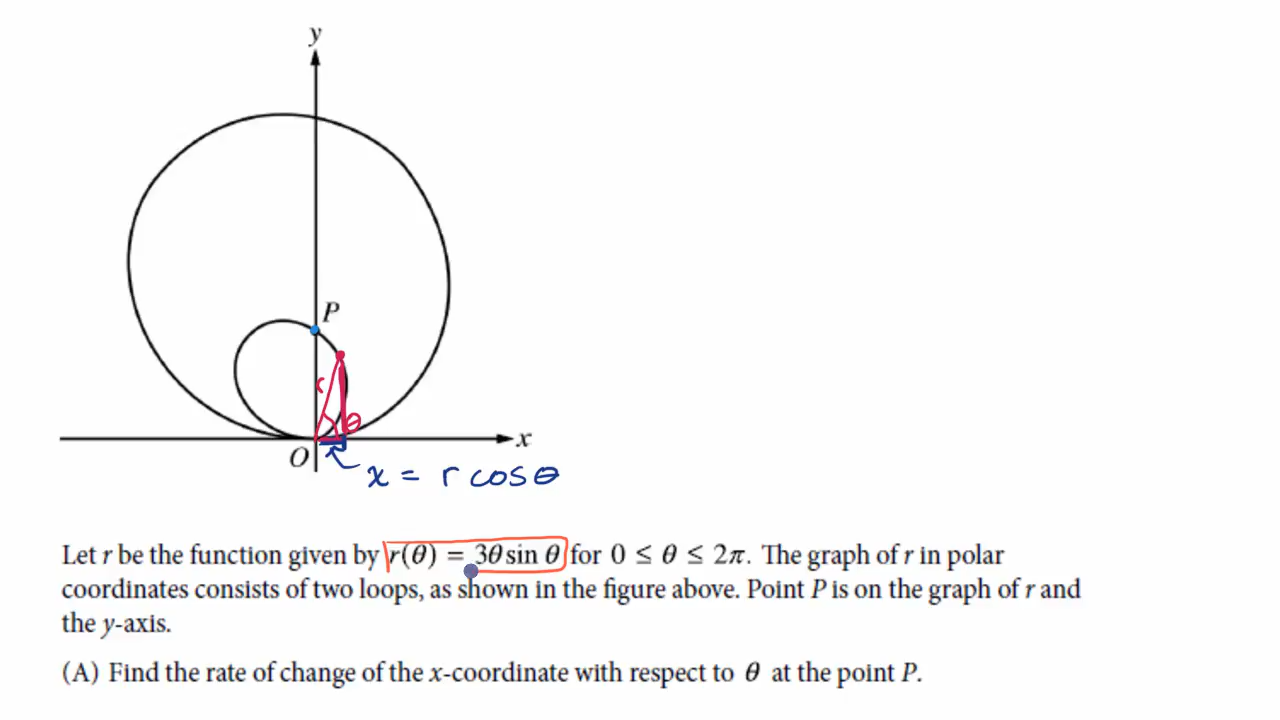 y
P
r
θ
x
O
x = r cos θ
Let r be the function given by r(θ) = 3θ sin θ for 0 ≤ θ ≤ 2π. The graph of r in polar
coordinates consists of two loops, as shown in the figure above. Point P is on the graph of r and
the y-axis.
(A) Find the rate of change of the x-coordinate with respect to θ at the point P.